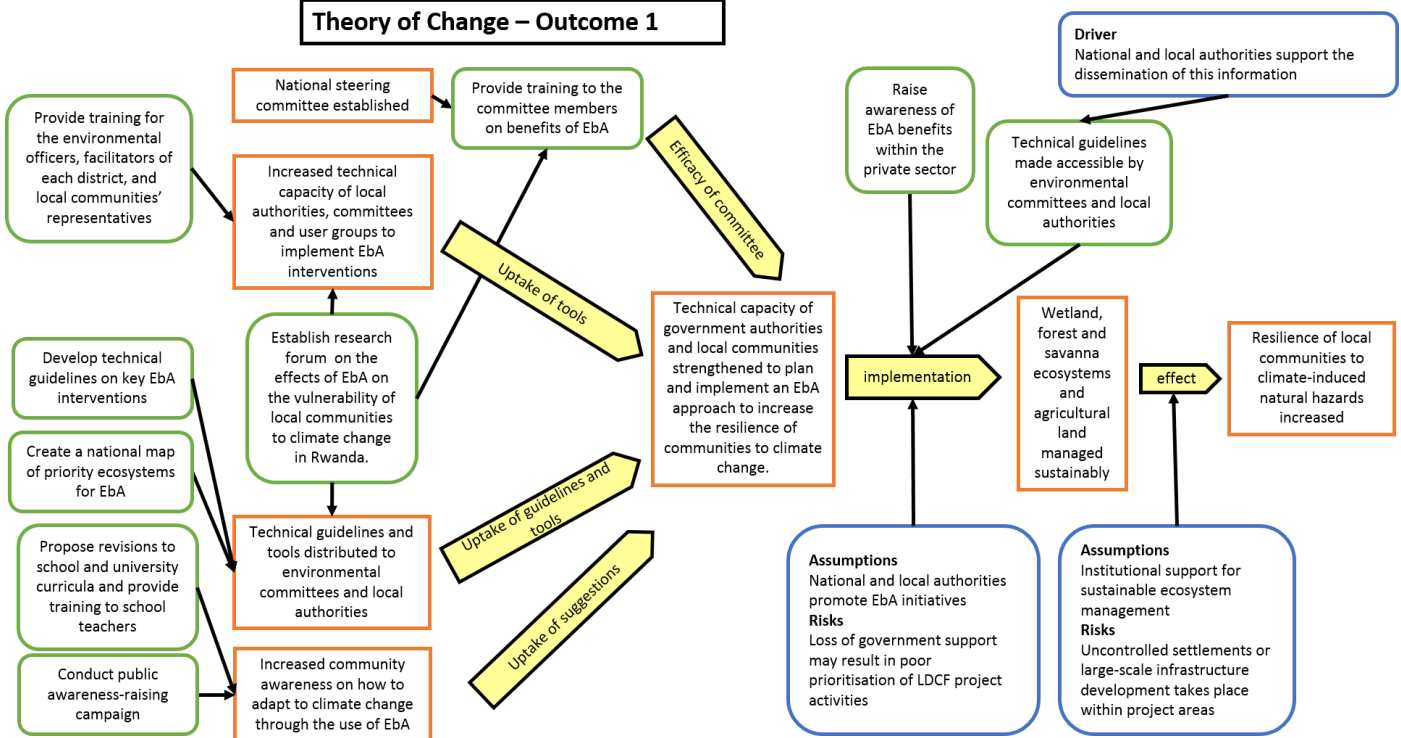 Theory of Change – Outcome 1
National steering
committee established
Provide training to the
committee members
on benefits of EbA
Provide training for
the environmental
officers, facilitators of
each district, and
local communities'
representatives
Increased technical
capacity of local
authorities, committees
and user groups to
implement EbA
interventions
Establish research
forum on the
effects of EbA on
the vulnerability of
local communities
to climate change
in Rwanda.
Develop technical
guidelines on key EbA
interventions
Create a national map
of priority ecosystems
for EbA
Propose revisions to
school and university
curricula and provide
training to school
teachers
Conduct public
awareness-raising
campaign
Technical guidelines and
tools distributed to
environmental
committees and local
authorities
Increased community
awareness on how to
adapt to climate change
through the use of EbA
Efficacy of committee
Uptake of tools
Uptake of guidelines and
tools
Uptake of suggestions
Technical capacity of
government authorities
and local communities
strengthened to plan
and implement an EbA
approach to increase
the resilience of
communities to climate
change.
Raise
awareness of
EbA benefits
within the
private sector
Driver
National and local authorities support the
dissemination of this information
Technical guidelines
made accessible by
environmental
committees and local
authorities
implementation
Wetland,
forest and
savanna
ecosystems
and
agricultural
land
managed
sustainably
effect
Resilience of local
communities to
climate-induced
natural hazards
increased
Assumptions
National and local authorities
promote EbA initiatives
Risks
Loss of government support
may result in poor
prioritisation of LDCF project
activities
Assumptions
Institutional support for
sustainable ecosystem
management
Risks
Uncontrolled settlements or
large-scale infrastructure
development takes place
within project areas